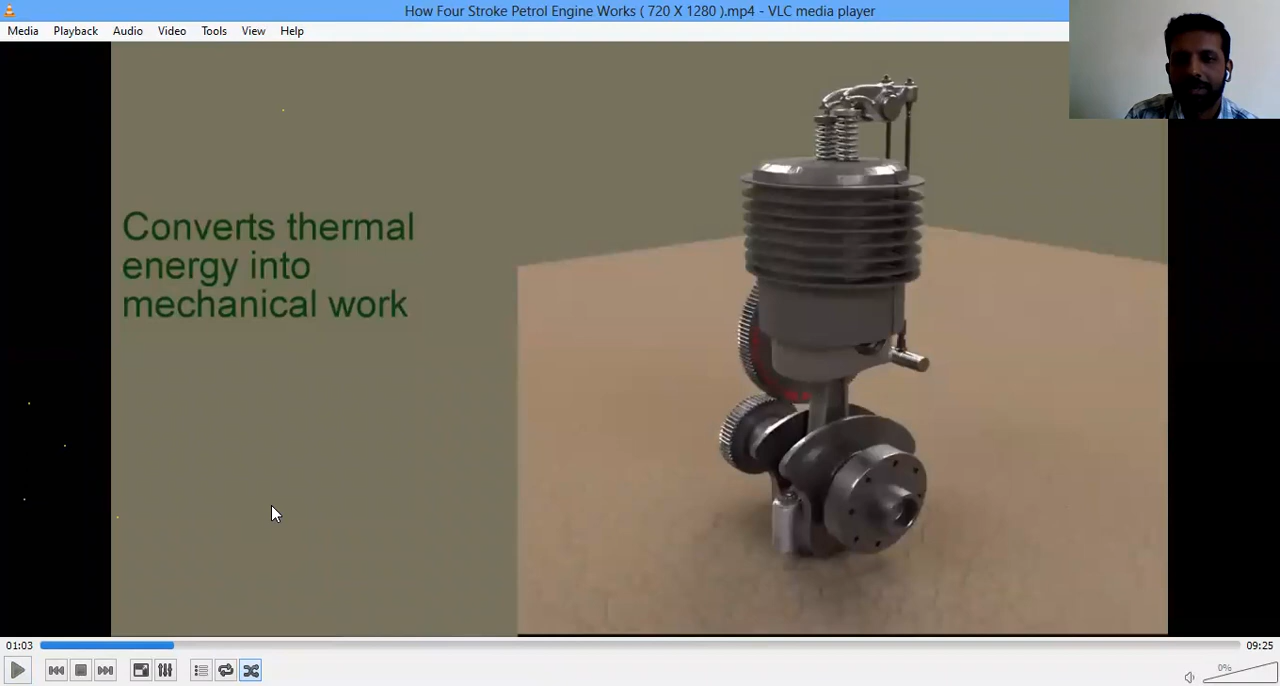 How Four Stroke Petrol Engine Works ( 720 X 1280 ).mp4 - VLC media player
Media Playback Audio Video Tools View Help
Converts thermal
energy into
mechanical work
01:03
09:25
0%